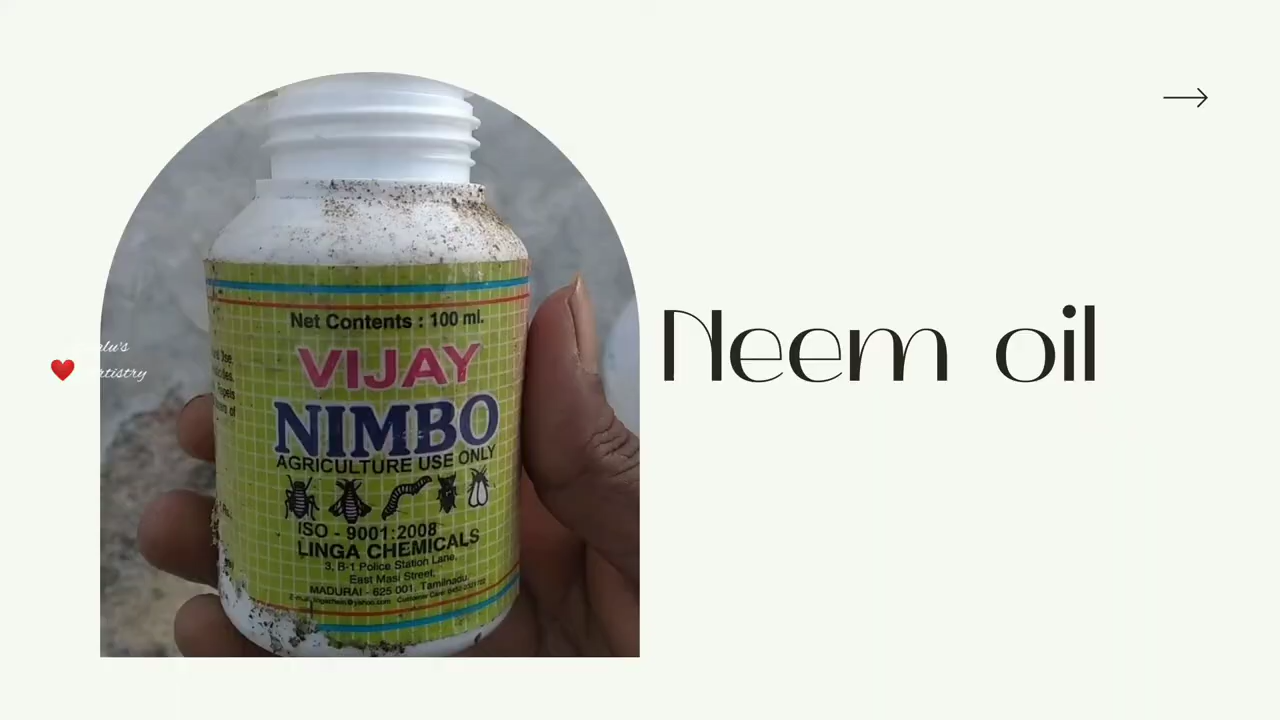 Net Contents : 100 ml.
VIJAY
NIMBO
AGRICULTURE USE ONLY
ISO - 9001:2008
LINGA CHEMICALS
3, B-1 Police Station Lane,
East Masi Street,
MADURAI - 625 001, Tamilnadu.
Neem oil